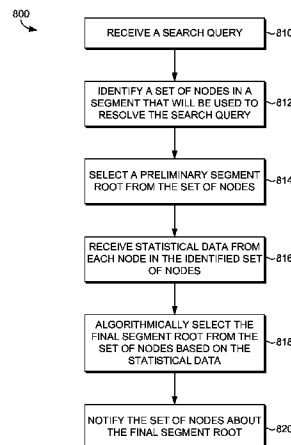 800
RECEIVE A SEARCH QUERY
810
IDENTIFY A SET OF NODES IN A
SEGMENT THAT WILL BE USED TO
RESOLVE THE SEARCH QUERY
812
SELECT A PRELIMINARY SEGMENT
ROOT FROM THE SET OF NODES
814
RECEIVE STATISTICAL DATA FROM
EACH NODE IN THE IDENTIFIED SET
OF NODES
816
ALGORITHMICALLY SELECT THE
FINAL SEGMENT ROOT FROM THE
SET OF NODES BASED ON THE
STATISTICAL DATA
818
NOTIFY THE SET OF NODES ABOUT
THE FINAL SEGMENT ROOT
820